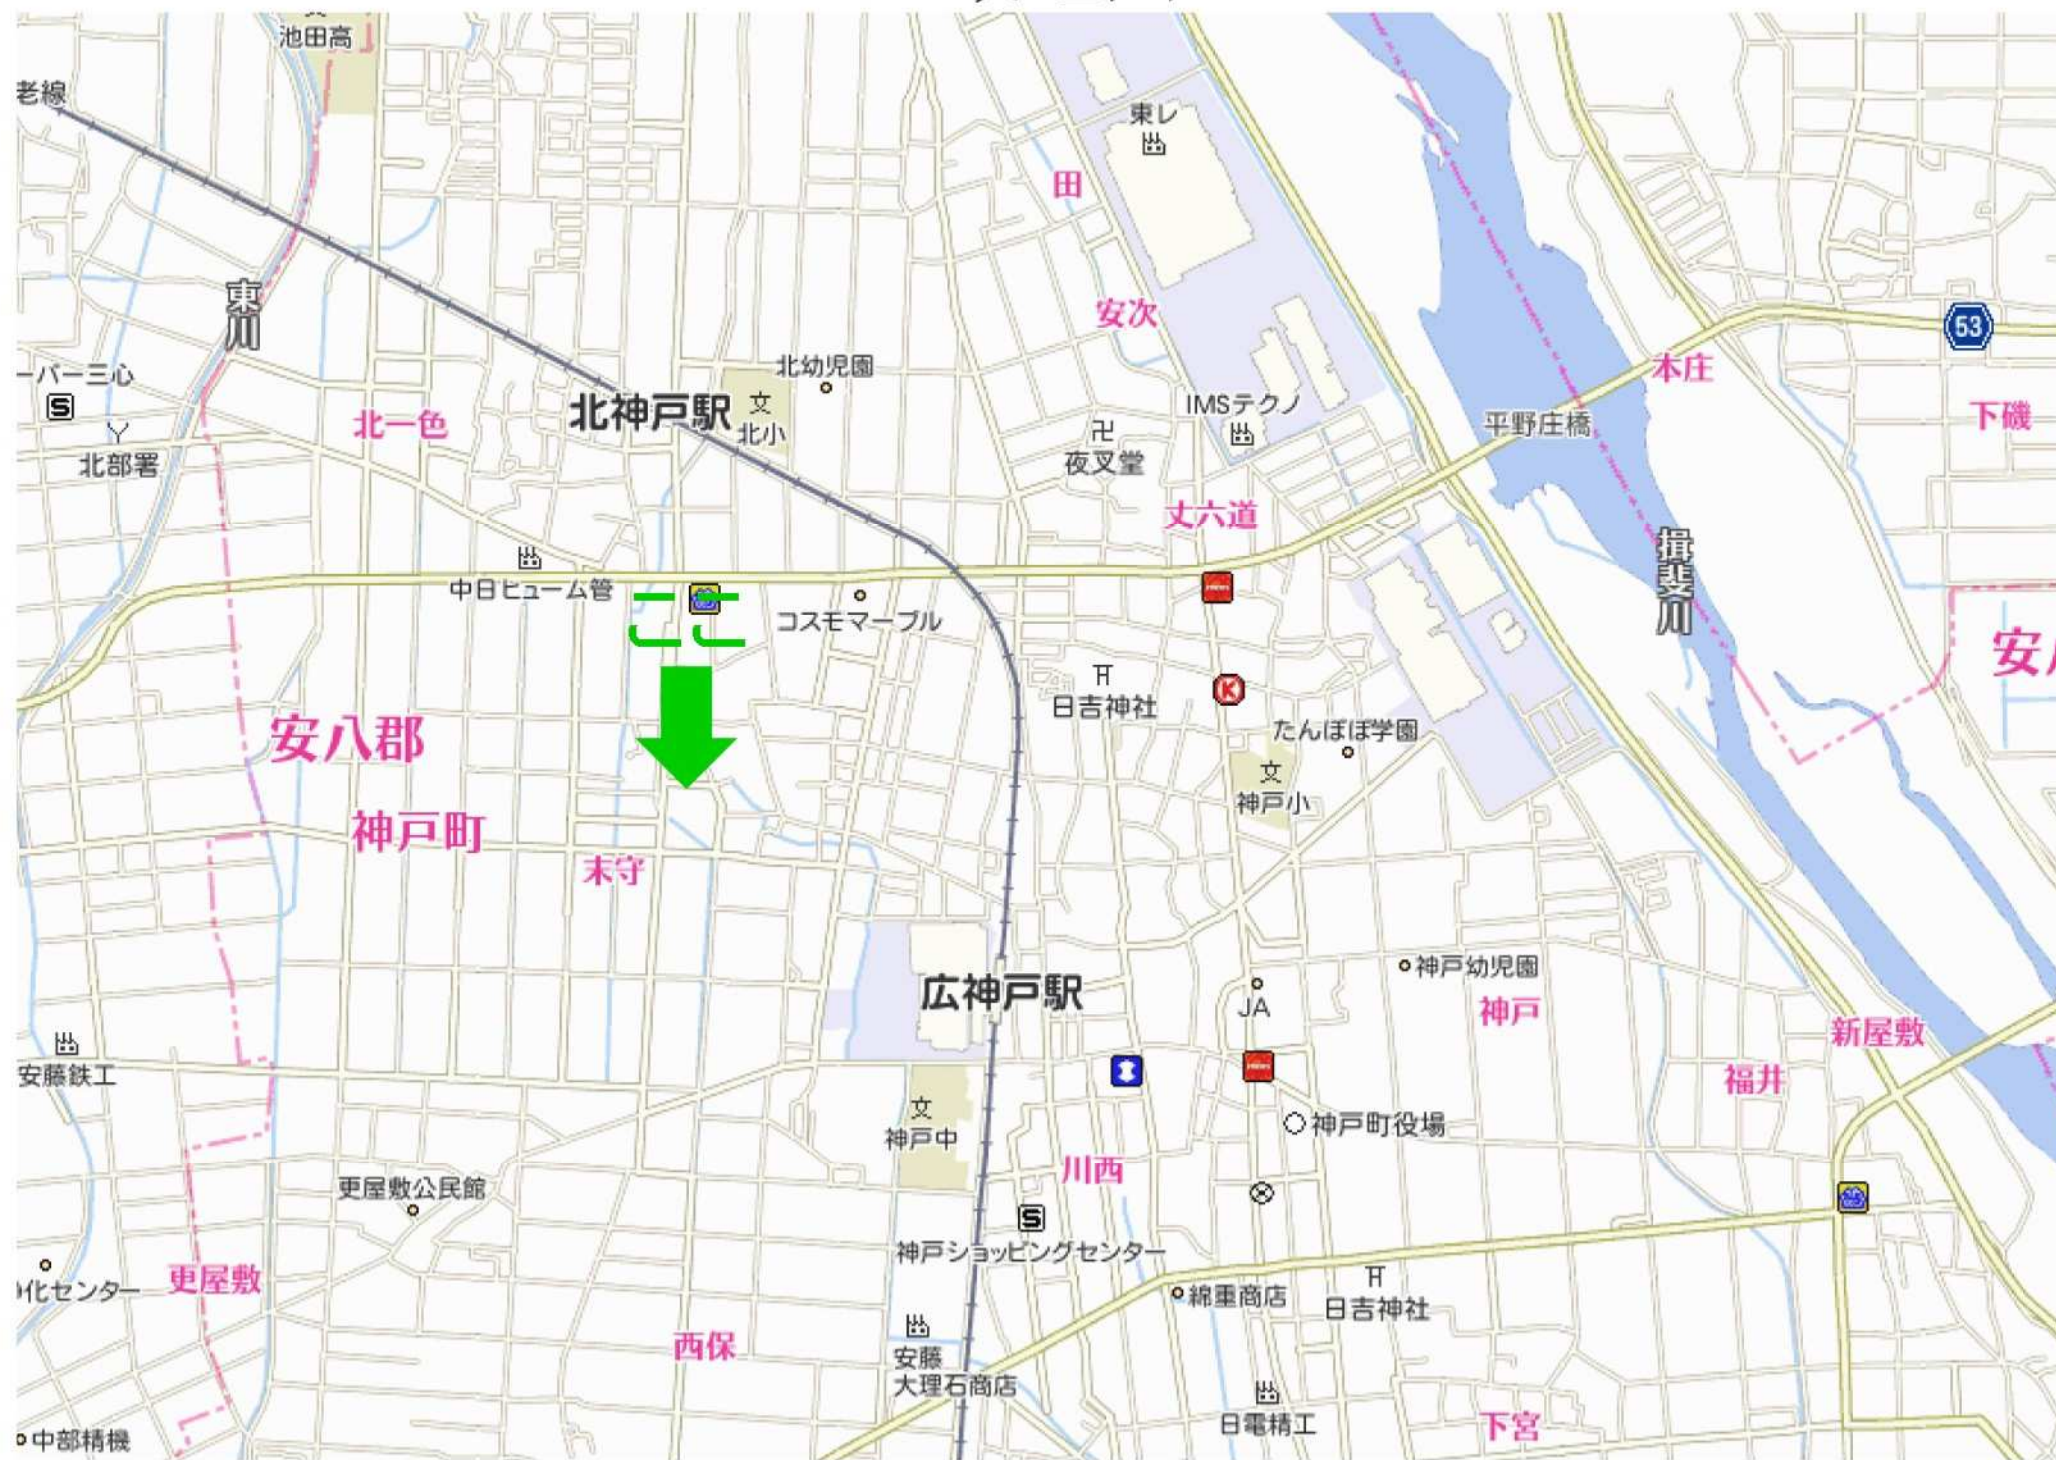 池田高
老線
東レ
田
東川
安次
53
ーパー三心
S
北幼児園
本庄
北一色
北神戸駅
文
北小
IMSテクノ
平野庄橋
下磯
卍
夜叉堂
北部署
丈六道
揖斐川
中日ヒューム管
ここ
コスモマーブル
日吉神社
K
安八郡
たんぽぽ学園
文
神戸小
神戸町
末守
広神戸駅
神戸幼児園
JA
神戸
新屋敷
安藤鉄工
福井
文
神戸中
神戸町役場
川西
更屋敷公民館
S
神戸ショッピングセンター
化センター
更屋敷
綿重商店
日吉神社
西保
安藤
大理石商店
日電精工
下宮
中部精機